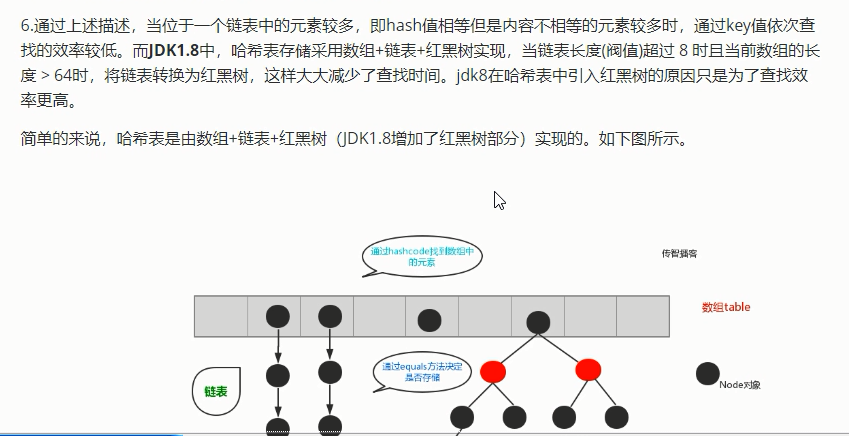 6.通过上述描述，当位于一个链表中的元素较多，即hash值相等但是内容不相等的元素较多时，通过key值依次查
找的效率较低。而JDK1.8中，哈希表存储采用数组+链表+红黑树实现，当链表长度(阀值)超过 8 时且当前数组的长
度 > 64时，将链表转换为红黑树，这样大大减少了查找时间。jdk8在哈希表中引入红黑树的原因只是为了查找效
率更高。
简单的来说，哈希表是由数组+链表+红黑树（JDK1.8增加了红黑树部分）实现的。如下图所示。
通过hashcode找到数组中
的元素
传智播客
数组table
通过equals方法决定
是否存储
链表
Node对象